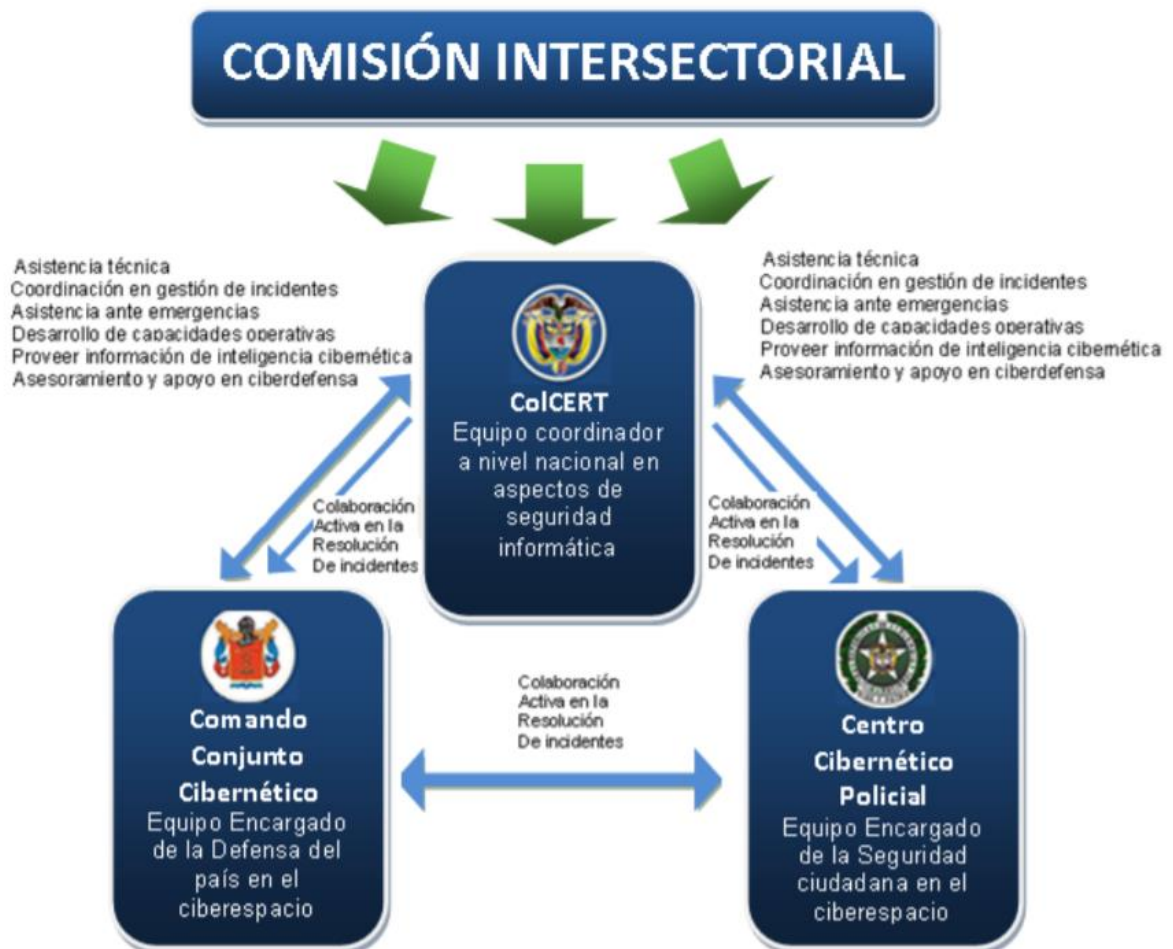 COMISIÓN INTERSECTORIAL
Asistencia técnica
Coordinación en gestión de incidentes
Asistencia ante emergencias
Desarrollo de capacidades operativas
Proveer información de inteligencia cibernética
Asesoramiento y apoyo en ciberdefensa
Asistencia técnica
Coordinación en gestión de incidentes
Asistencia ante emergencias
Desarrollo de capacidades operativas
Proveer información de inteligencia cibernética
Asesoramiento y apoyo en ciberdefensa
ColCERT
Equipo coordinador
a nivel nacional en
aspectos de
seguridad
informática
Colaboración
Activa en la
Resolución
De incidentes
Colaboración
Activa en la
Resolución
De incidentes
Comando
Conjunto
Cibernético
Equipo Encargado
de la Defensa del
país en el
ciberespacio
Colaboración
Activa en la
Resolución
De incidentes
Centro
Cibernético
Policial
Equipo Encargado
de la Seguridad
ciudadana en el
ciberespacio